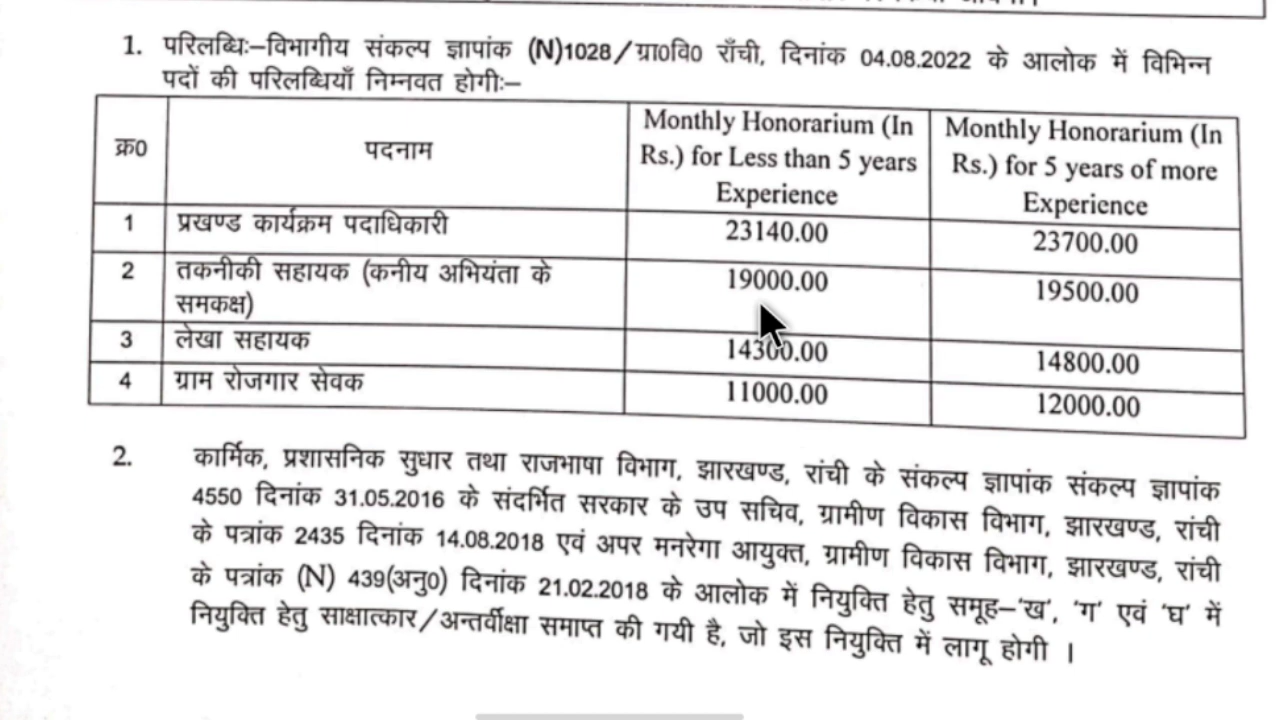 1. परिलब्धिः–विभागीय संकल्प ज्ञापांक (N)1028/ग्रा०वि० राँची, दिनांक 04.08.2022 के आलोक में विभिन्न
पदों की परिलब्धियाँ निम्नवत होगीः–
क्र० पदनाम Monthly Honorarium (In Rs.) for Less than 5 years Experience Monthly Honorarium (In Rs.) for 5 years of more Experience
1 प्रखण्ड कार्यक्रम पदाधिकारी 23140.00 23700.00
2 तकनीकी सहायक (कनीय अभियंता के 19000.00 19500.00
समकक्ष)
3 लेखा सहायक 14300.00 14800.00
4 ग्राम रोजगार सेवक 11000.00 12000.00
2. कार्मिक, प्रशासनिक सुधार तथा राजभाषा विभाग, झारखण्ड, रांची के संकल्प ज्ञापांक संकल्प ज्ञापांक
4550 दिनांक 31.05.2016 के संदर्भित सरकार के उप सचिव, ग्रामीण विकास विभाग, झारखण्ड, रांची
के पत्रांक 2435 दिनांक 14.08.2018 एवं अपर मनरेगा आयुक्त, ग्रामीण विकास विभाग, झारखण्ड, रांची
के पत्रांक (N) 439(अनु०) दिनांक 21.02.2018 के आलोक में नियुक्ति हेतु समूह–'ख', 'ग' एवं 'घ' में
नियुक्ति हेतु साक्षात्कार/अन्तर्वीक्षा समाप्त की गयी है, जो इस नियुक्ति में लागू होगी ।